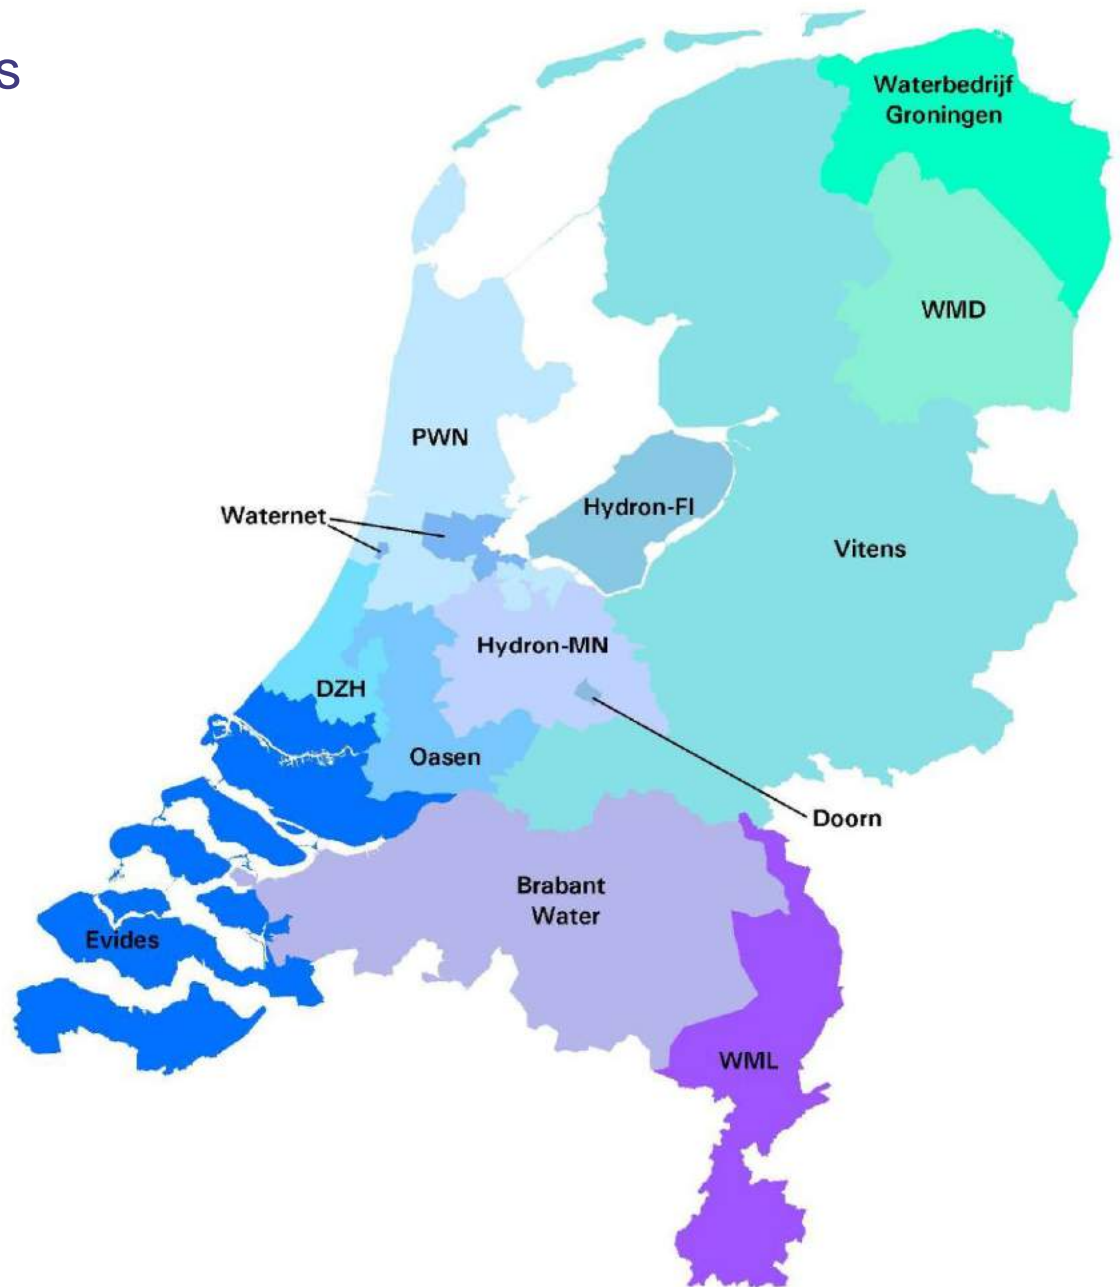 s
Waterbedrijf
Groningen
WMD
PWN
Hydron-Fl
Waternet
Vitens
Hydron-MN
DZH
Oasen
Doorn
Brabant
Water
Evides
WML